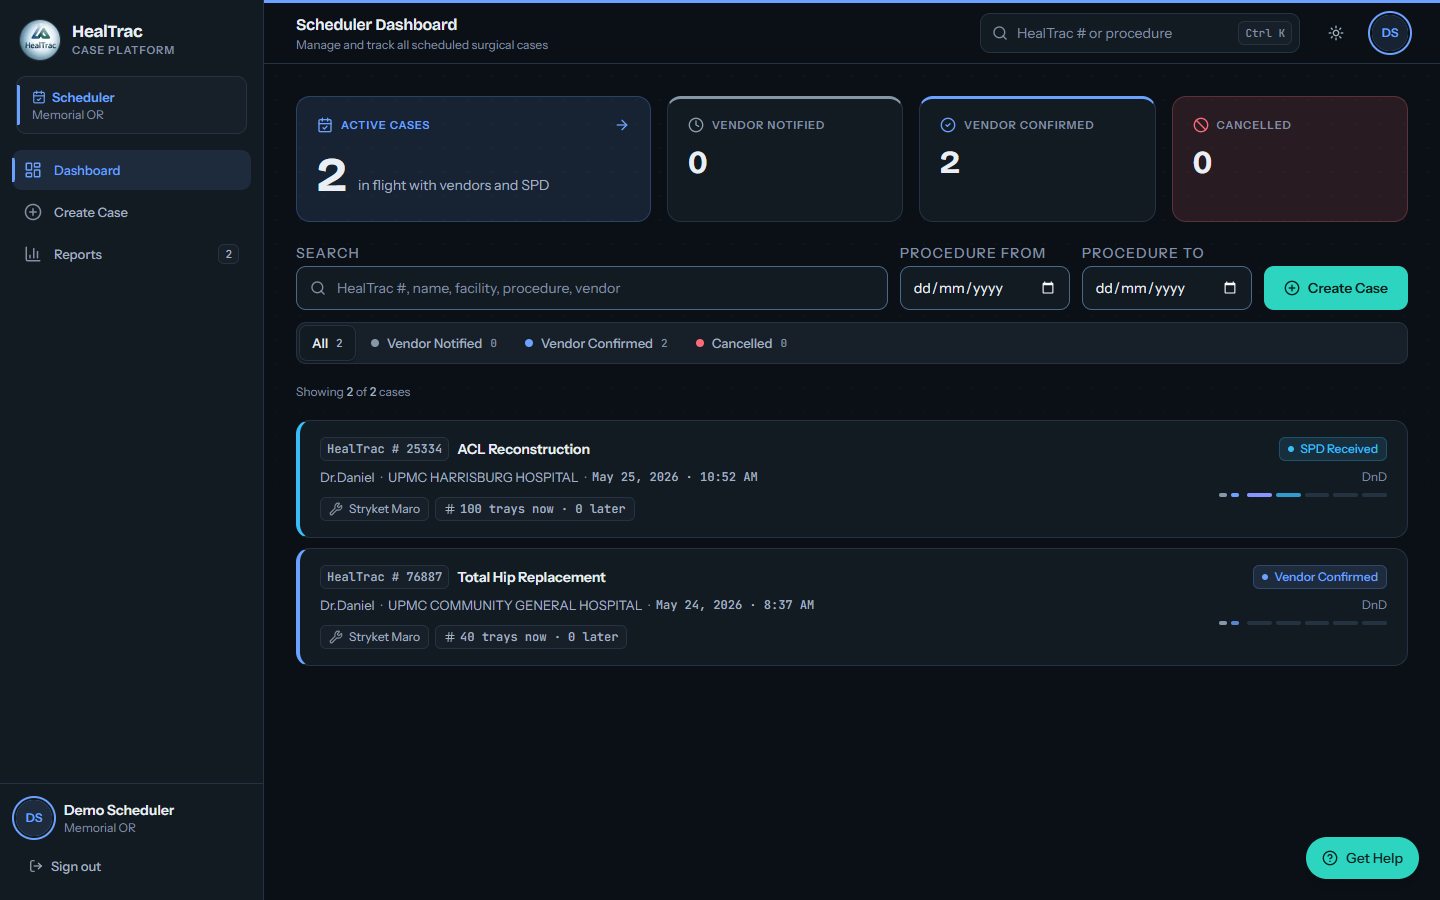 HealTrac
HealTrac
CASE PLATFORM
Scheduler
Memorial OR
Dashboard
Create Case
Reports 2
Demo Scheduler
DS
Memorial OR
Sign out
Scheduler Dashboard
Manage and track all scheduled surgical cases
HealTrac # or procedure Ctrl K
DS
ACTIVE CASES
2 in flight with vendors and SPD
VENDOR NOTIFIED
0
VENDOR CONFIRMED
2
CANCELLED
0
SEARCH
HealTrac #, name, facility, procedure, vendor
PROCEDURE FROM
dd/mm/yyyy
PROCEDURE TO
dd/mm/yyyy
Create Case
All 2 Vendor Notified 0 Vendor Confirmed 2 Cancelled 0
Showing 2 of 2 cases
HealTrac # 25334 ACL Reconstruction SPD Received
Dr.Daniel · UPMC HARRISBURG HOSPITAL · May 25, 2026 · 10:52 AM DnD
Stryket Maro # 100 trays now · 0 later
HealTrac # 76887 Total Hip Replacement Vendor Confirmed
Dr.Daniel · UPMC COMMUNITY GENERAL HOSPITAL · May 24, 2026 · 8:37 AM DnD
Stryket Maro # 40 trays now · 0 later
Get Help